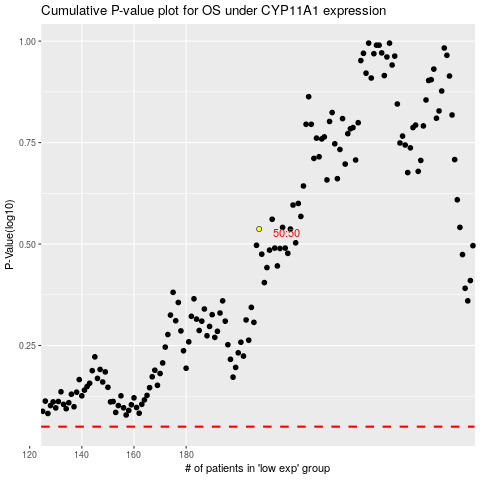 Cumulative P-value plot for OS under CYP11A1 expression
P-Value(log10)
1.00
0.75
0.50
0.25
50:50
120 140 160 180
# of patients in 'low exp' group